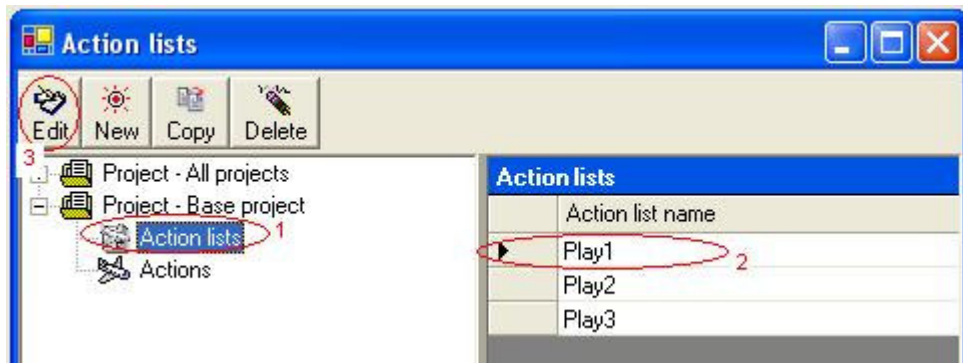 Action lists
Edit New Copy Delete
3
Project - All projects
Project - Base project
Action lists 1
Actions
Action lists
Action list name
Play1 2
Play2
Play3